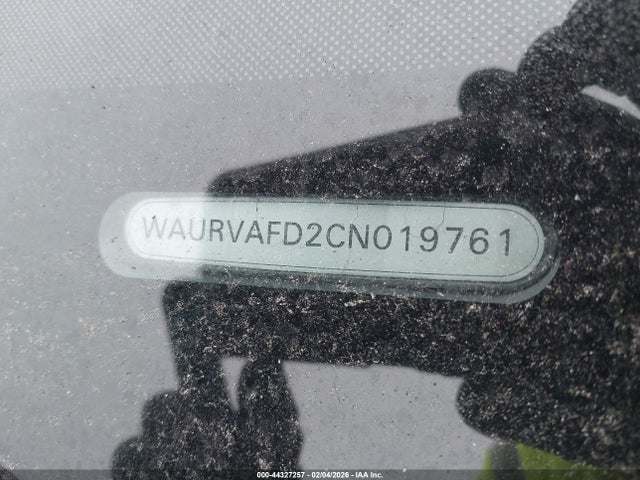 WAURVAFD2CN019761
000-44327257 - 02/04/2026 - IAA Inc.